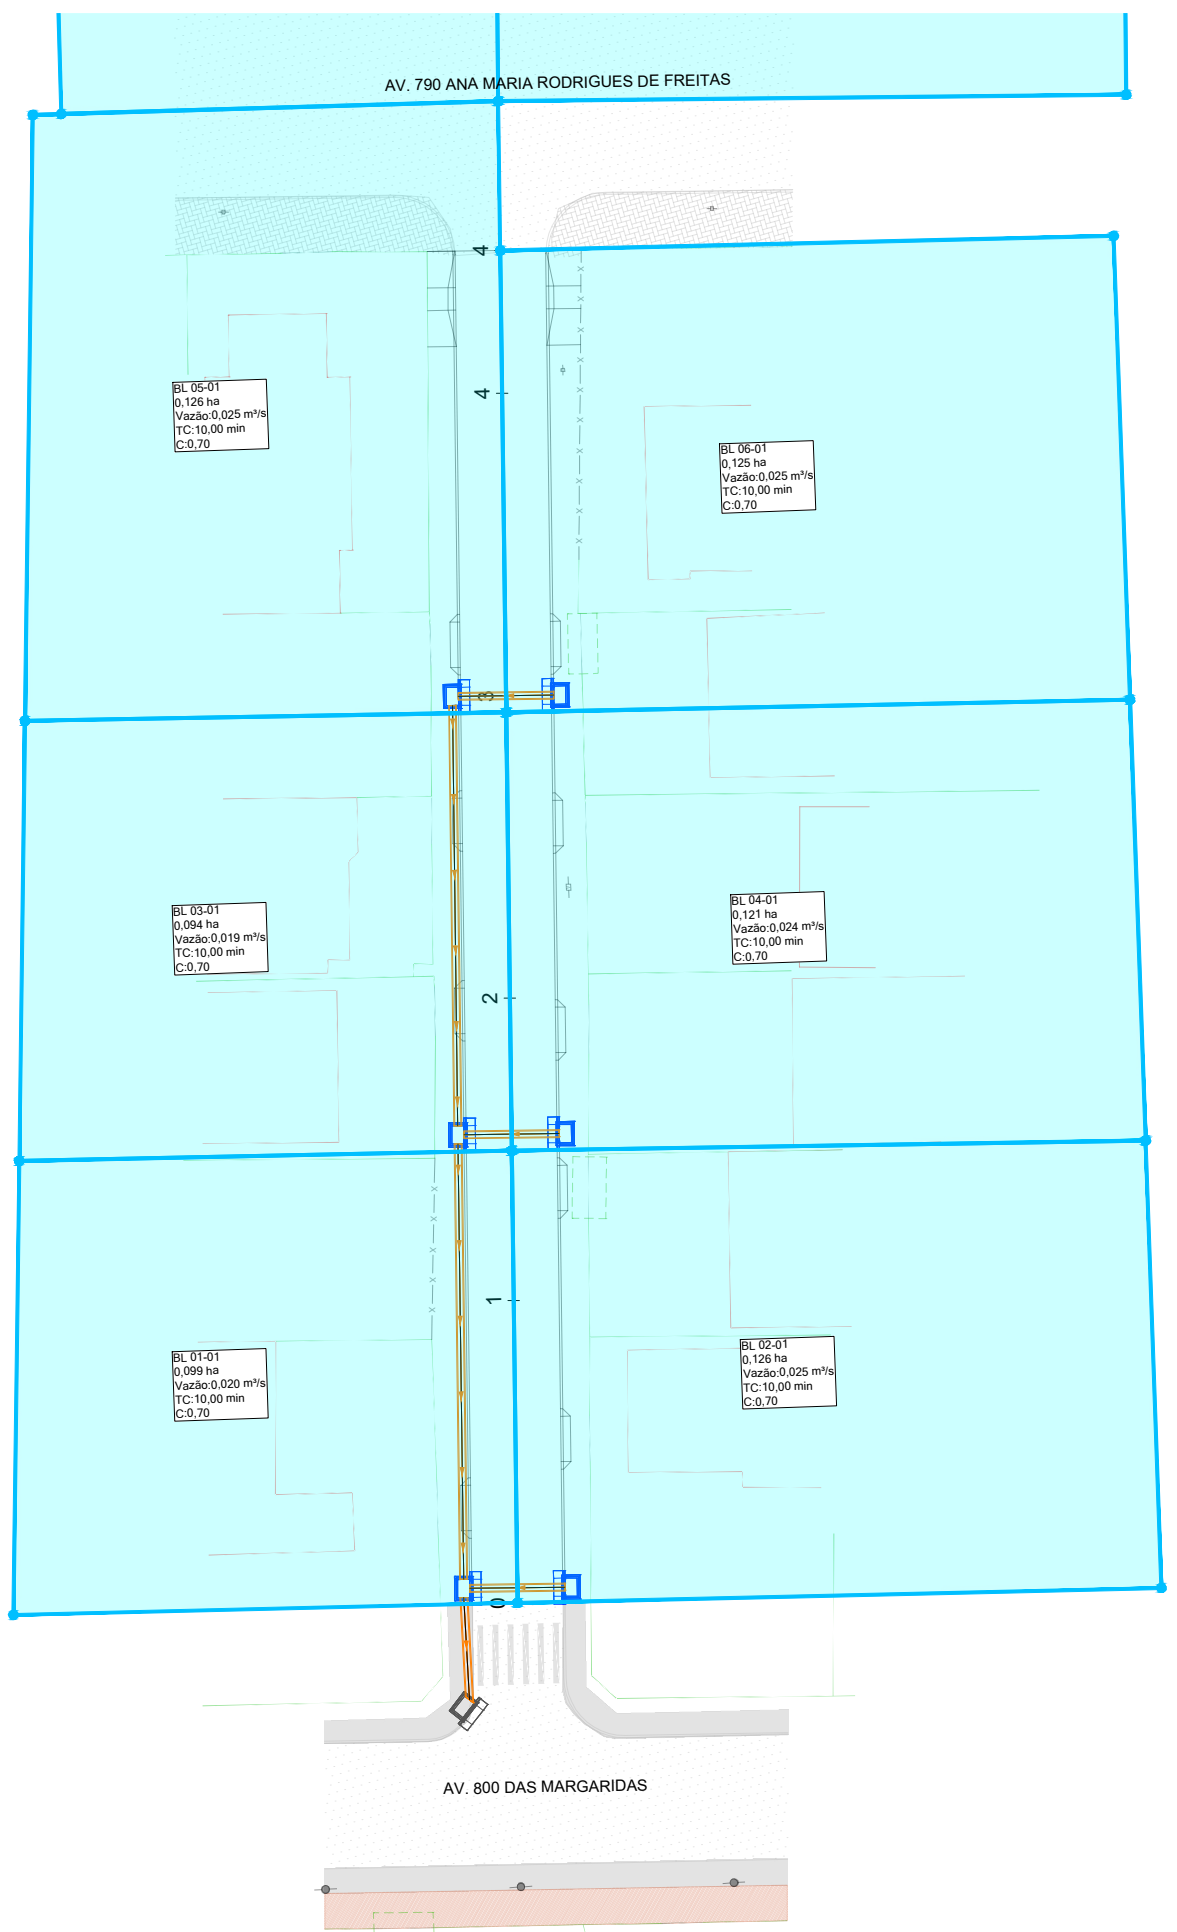 AV. 790 ANA MARIA RODRIGUES DE FREITAS
4
4
BL 05-01
0,126 ha
Vazão:0,025 m³/s
TC:10,00 min
C:0,70
BL 06-01
0,125 ha
Vazão:0,025 m³/s
TC:10,00 min
C:0,70
3
BL 03-01
0,094 ha
Vazão:0,019 m³/s
TC:10,00 min
C:0,70
BL 04-01
0,121 ha
Vazão:0,024 m³/s
TC:10,00 min
C:0,70
2
1
BL 01-01
0,099 ha
Vazão:0,020 m³/s
TC:10,00 min
C:0,70
BL 02-01
0,126 ha
Vazão:0,025 m³/s
TC:10,00 min
C:0,70
0
AV. 800 DAS MARGARIDAS